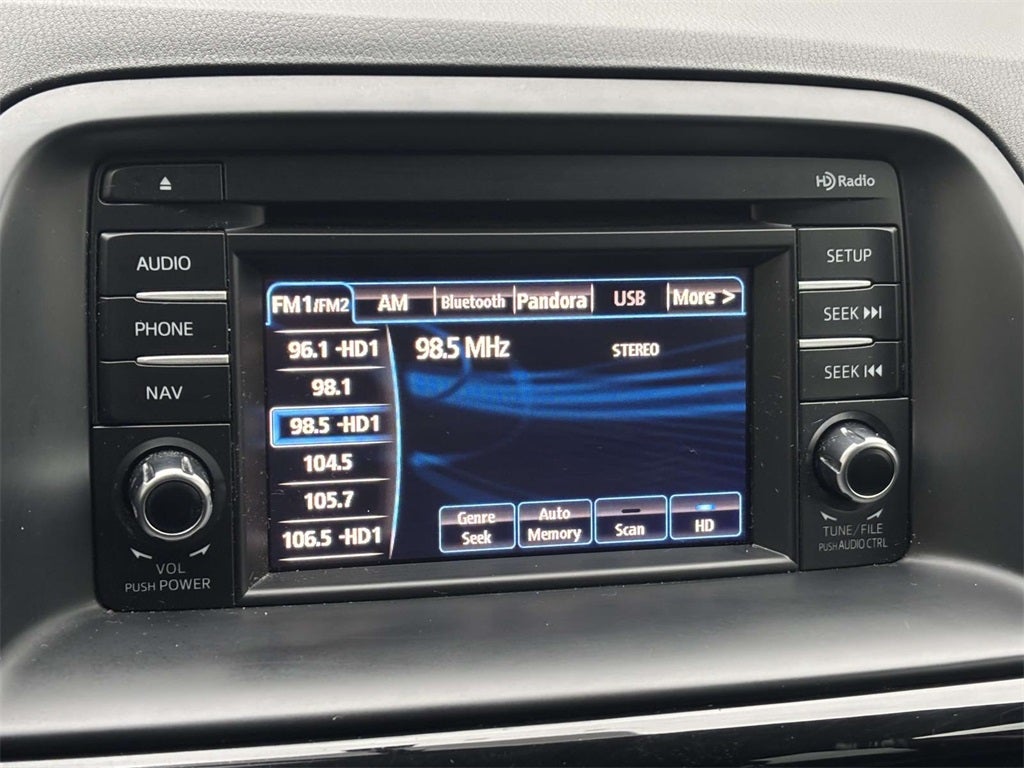 HD Radio
AUDIO
PHONE
NAV
VOL
PUSH POWER
FM1/FM2 AM Bluetooth Pandora USB More >
96.1 -HD1
98.1
98.5 -HD1
104.5
105.7
106.5 -HD1
98.5 MHz STEREO
Genre
Seek
Auto
Memory
Scan
HD
SETUP
SEEK
SEEK
TUNE/FILE
PUSH AUDIO CTRL